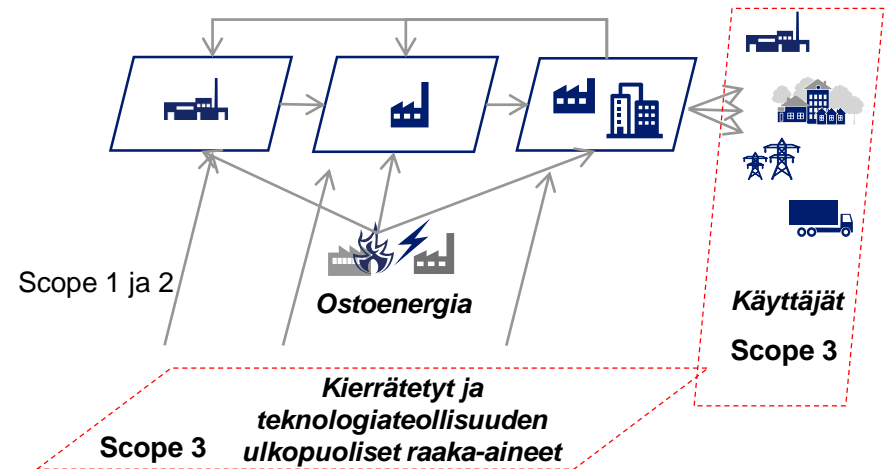 Scope 1 ja 2
Ostoenergia
Käyttäjät
Scope 3
Kierrätetyt ja
teknologiateollisuuden
ulkopuoliset raaka-aineet
Scope 3